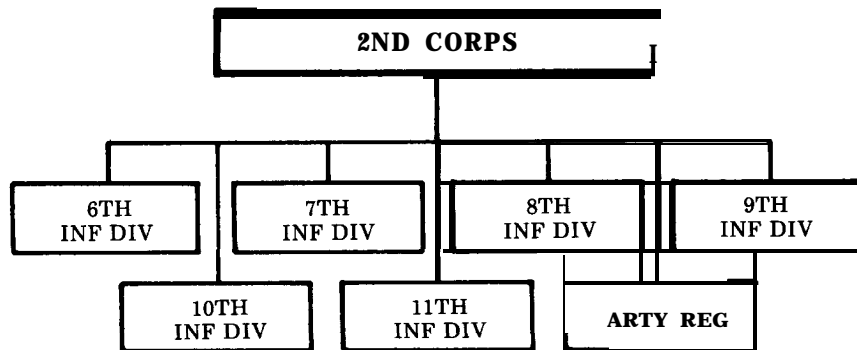 2ND CORPS
6TH
INF DIV
7TH
INF DIV
8TH
INF DIV
9TH
INF DIV
10TH
INF DIV
11TH
INF DIV
ARTY REG